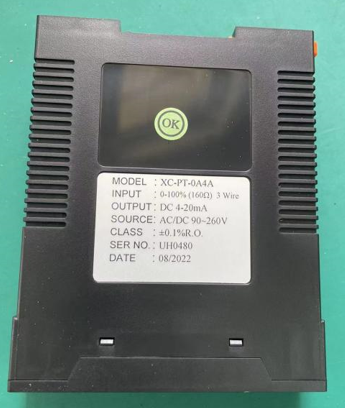 OK
MODEL : XC-PT-0A4A
INPUT : 0-100% (160Ω) 3 Wire
OUTPUT : DC 4-20mA
SOURCE: AC/DC 90~260V
CLASS : ±0.1%R.O.
SER NO. : UH0480
DATE : 08/2022